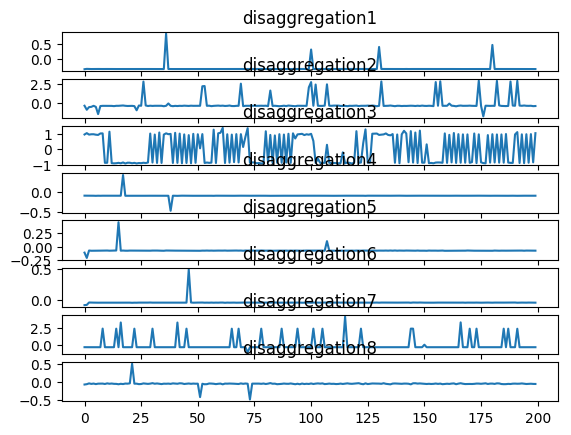 disaggregation1
0.5
0.0
disaggregation2
2.5
0.0
disaggregation3
1
0
−1
disaggregation4
0.0
−0.5
disaggregation5
0.25
0.00
−0.25
disaggregation6
0.5
0.0
disaggregation7
2.5
0.0
disaggregation8
0.5
0.0
−0.5
0 25 50 75 100 125 150 175 200